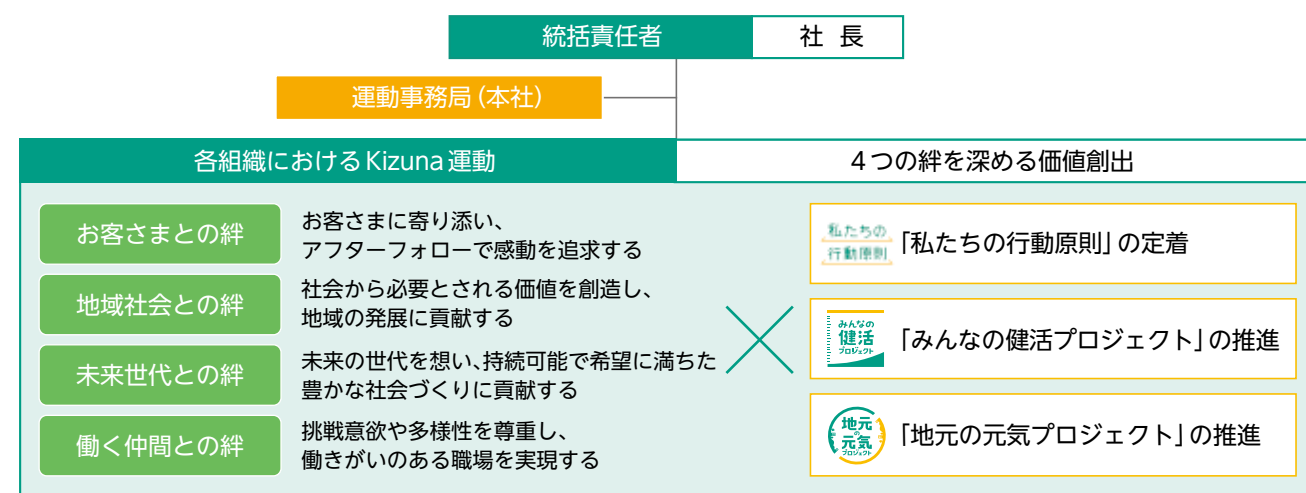 統括責任者 社 長
運動事務局(本社)
各組織におけるKizuna運動
4つの絆を深める価値創出
お客さまとの絆
お客さまに寄り添い、
アフターフォローで感動を追求する
地域社会との絆
社会から必要とされる価値を創造し、
地域の発展に貢献する
未来世代との絆
未来の世代を想い、持続可能で希望に満ちた
豊かな社会づくりに貢献する
働く仲間との絆
挑戦意欲や多様性を尊重し、
働きがいのある職場を実現する
私たちの
行動原則
「私たちの行動原則」の定着
みんなの
健活
プロジェクト
「みんなの健活プロジェクト」の推進
地元
の
元気
プロジェクト
「地元の元気プロジェクト」の推進